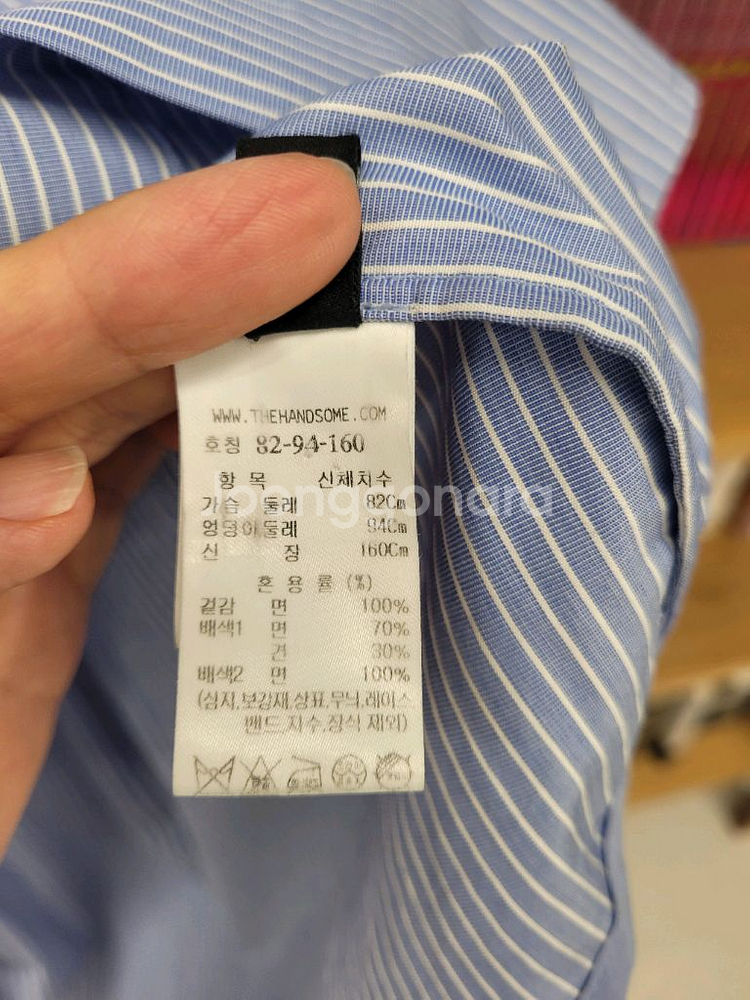 WWW.THEHANDSOME.COM
호칭 82-94-160
항 목 신체치수
가슴 둘레 82Cm
엉덩이둘레 94Cm
신 장 160Cm
혼 용 률 (%)
겉감 면 100%
배색1 면 70%
견 30%
배색2 면 100%
(심지,보강재,상표,무늬,레이스
밴드,자수,장식 제외)